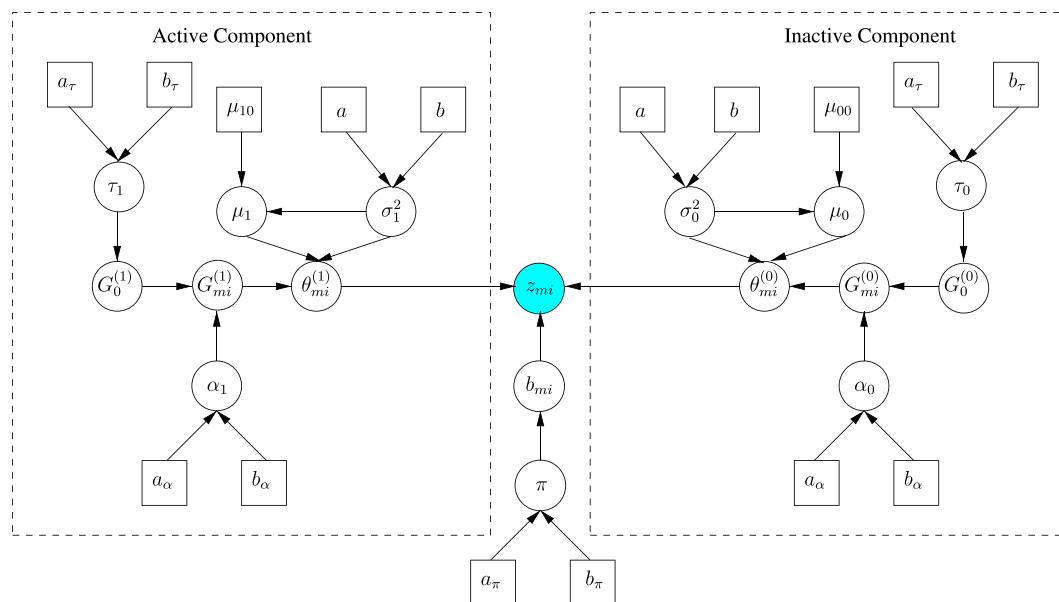 Active Component Inactive Component
a_τ b_τ a_τ b_τ
μ_10 a b a b μ_00
τ_1 τ_0
μ_1 σ_1^2 σ_0^2 μ_0
G_0^(1) G_mi^(1) θ_mi^(1) z_mi θ_mi^(0) G_mi^(0) G_0^(0)
α_1 b_mi α_0
a_α b_α π a_α b_α
a_π b_π